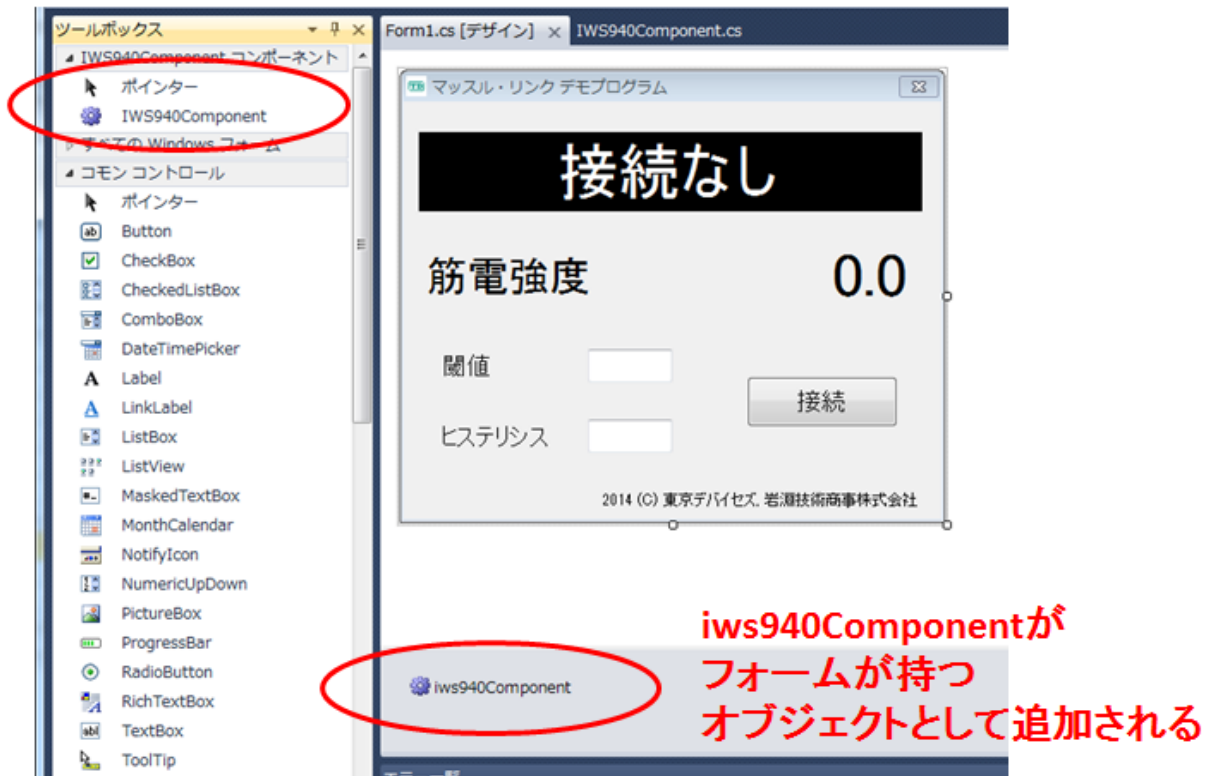 ツールボックス
IWS940Component コンポーネント
ポインター
IWS940Component
すべての Windows フォーム
コモン コントロール
ポインター
Button
CheckBox
CheckedListBox
ComboBox
DateTimePicker
Label
LinkLabel
ListBox
ListView
MaskedTextBox
MonthCalendar
NotifyIcon
NumericUpDown
PictureBox
ProgressBar
RadioButton
RichTextBox
TextBox
ToolTip
Form1.cs [デザイン] IWS940Component.cs
マッスル・リンク デモプログラム
接続なし
筋電強度 0.0
閾値
接続
ヒステリシス
2014 (C) 東京デバイセズ, 岩淵技術商事株式会社
iws940Component
iws940Componentが
フォームが持つ
オブジェクトとして追加される